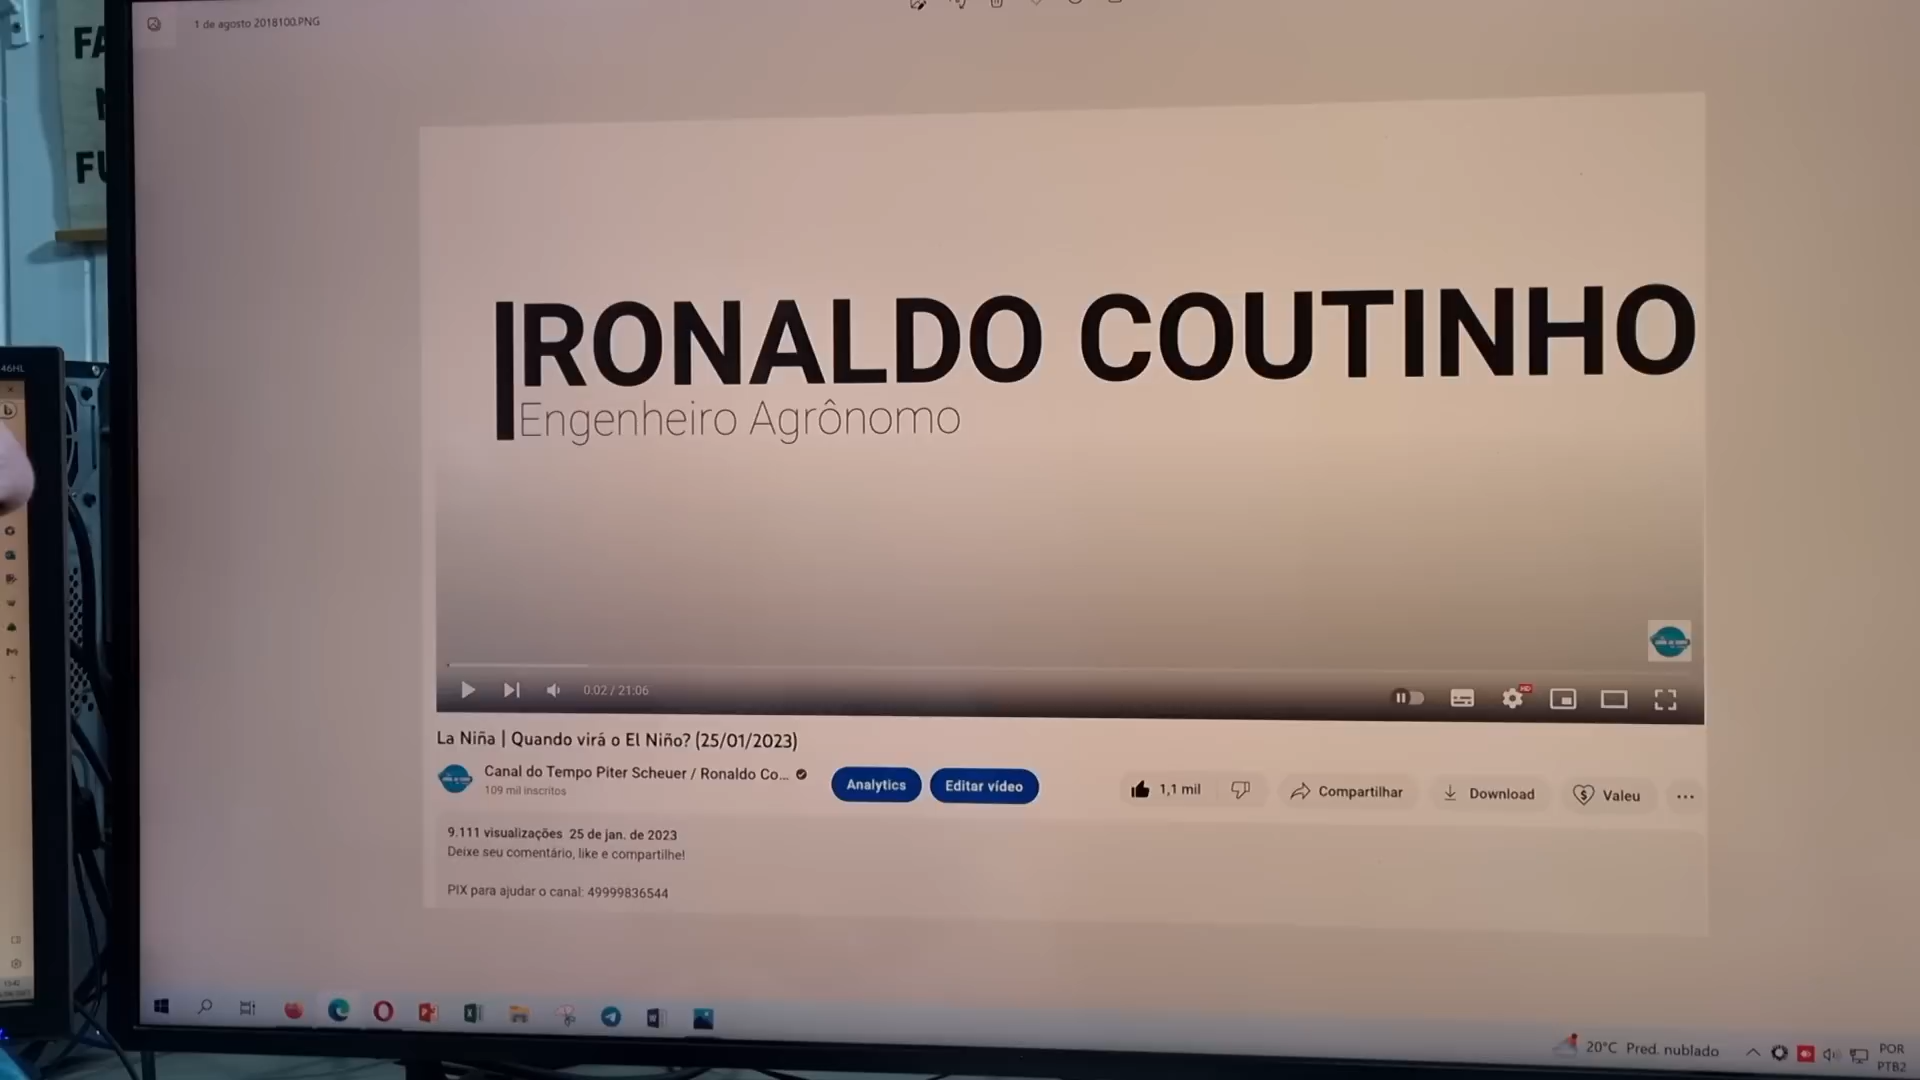 1 de agosto 2018100.PNG
FU
46HL
RONALDO COUTINHO
Engenheiro Agrônomo
0:02 / 21:06
HD
La Niña | Quando virá o El Niño? (25/01/2023)
Canal do Tempo Piter Scheuer / Ronaldo Co...
109 mil inscritos
Analytics
Editar vídeo
1,1 mil
Compartilhar
Download
Valeu
9.111 visualizações 25 de jan. de 2023
Deixe seu comentário, like e compartilhe!
PIX para ajudar o canal: 49999836544
20°C Pred. nublado
POR
PTB2